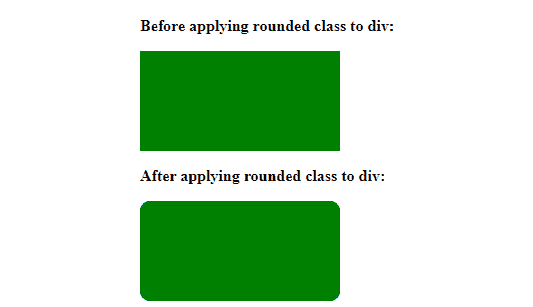 Before applying rounded class to div:
After applying rounded class to div: